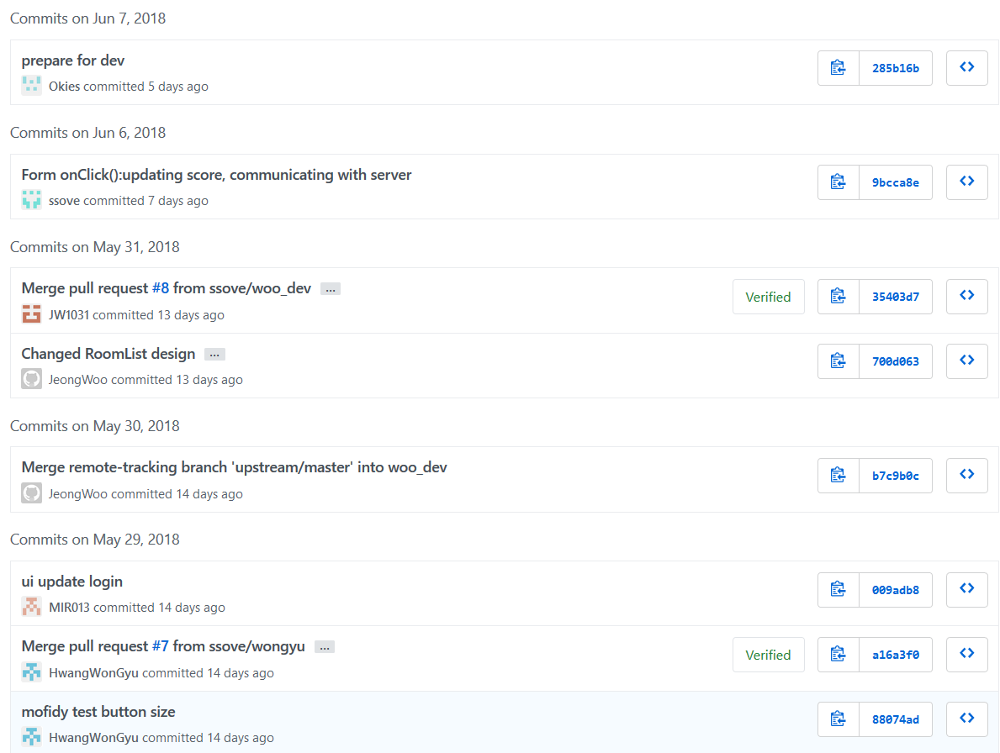 Commits on Jun 7, 2018
prepare for dev
285b16b
Okies committed 5 days ago
Commits on Jun 6, 2018
Form onClick():updating score, communicating with server
9bcca8e
ssove committed 7 days ago
Commits on May 31, 2018
Merge pull request #8 from ssove/woo_dev ...
Verified
35403d7
JW1031 committed 13 days ago
Changed RoomList design ...
700d063
JeongWoo committed 13 days ago
Commits on May 30, 2018
Merge remote-tracking branch 'upstream/master' into woo_dev
b7c9b0c
JeongWoo committed 14 days ago
Commits on May 29, 2018
ui update login
009adb8
MIR013 committed 14 days ago
Merge pull request #7 from ssove/wongyu ...
Verified
a16a3f0
HwangWonGyu committed 14 days ago
mofidy test button size
88074ad
HwangWonGyu committed 14 days ago